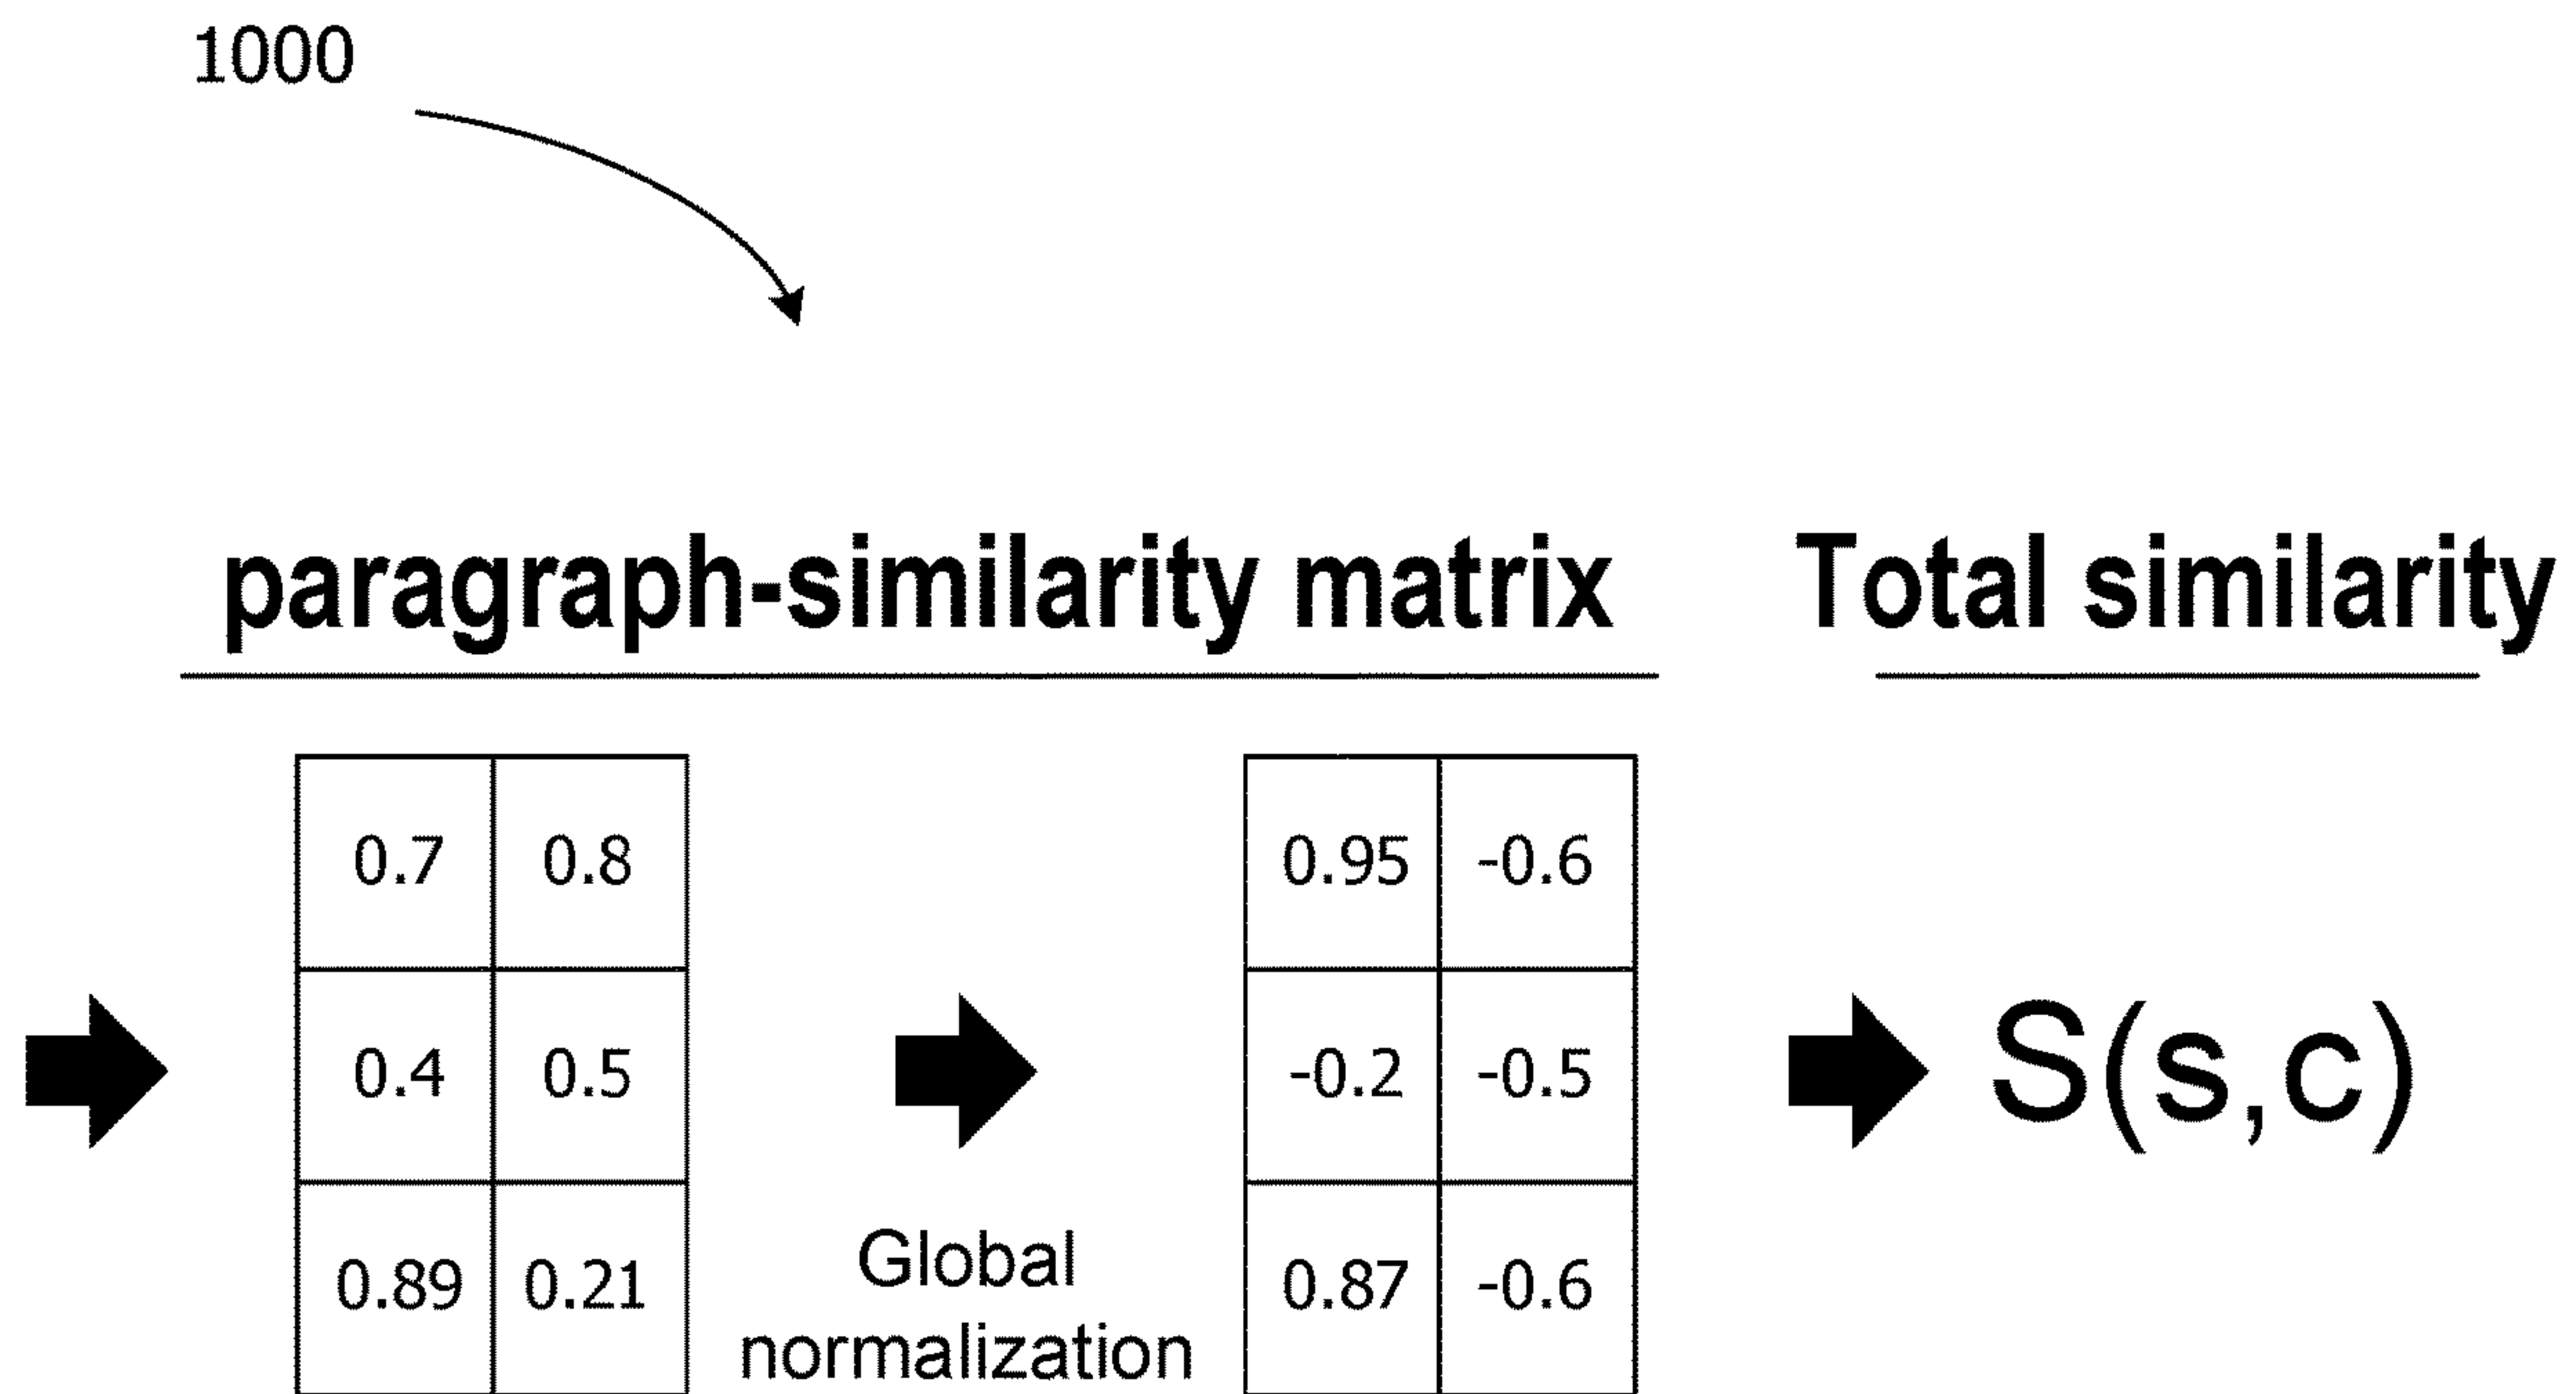 1000
paragraph-similarity matrix
Total similarity
0.7 0.8
0.4 0.5
0.89 0.21
Global
normalization
0.95 -0.6
-0.2 -0.5
0.87 -0.6
S(s,c)